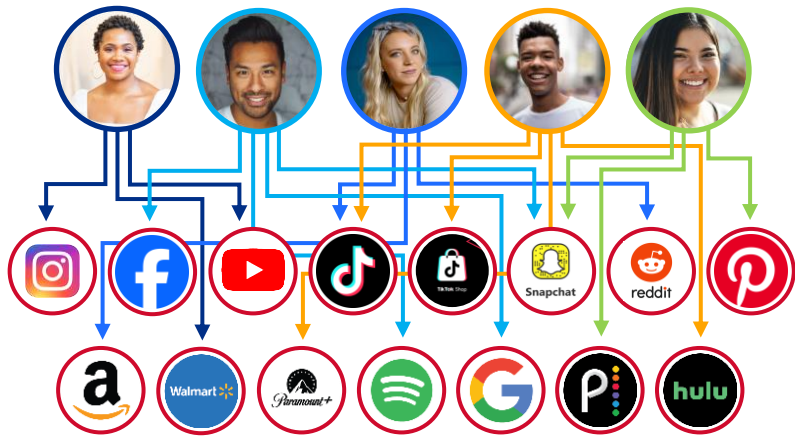 TikTok Shop
Snapchat
reddit
a
Walmart
Paramount+
G
p
hulu